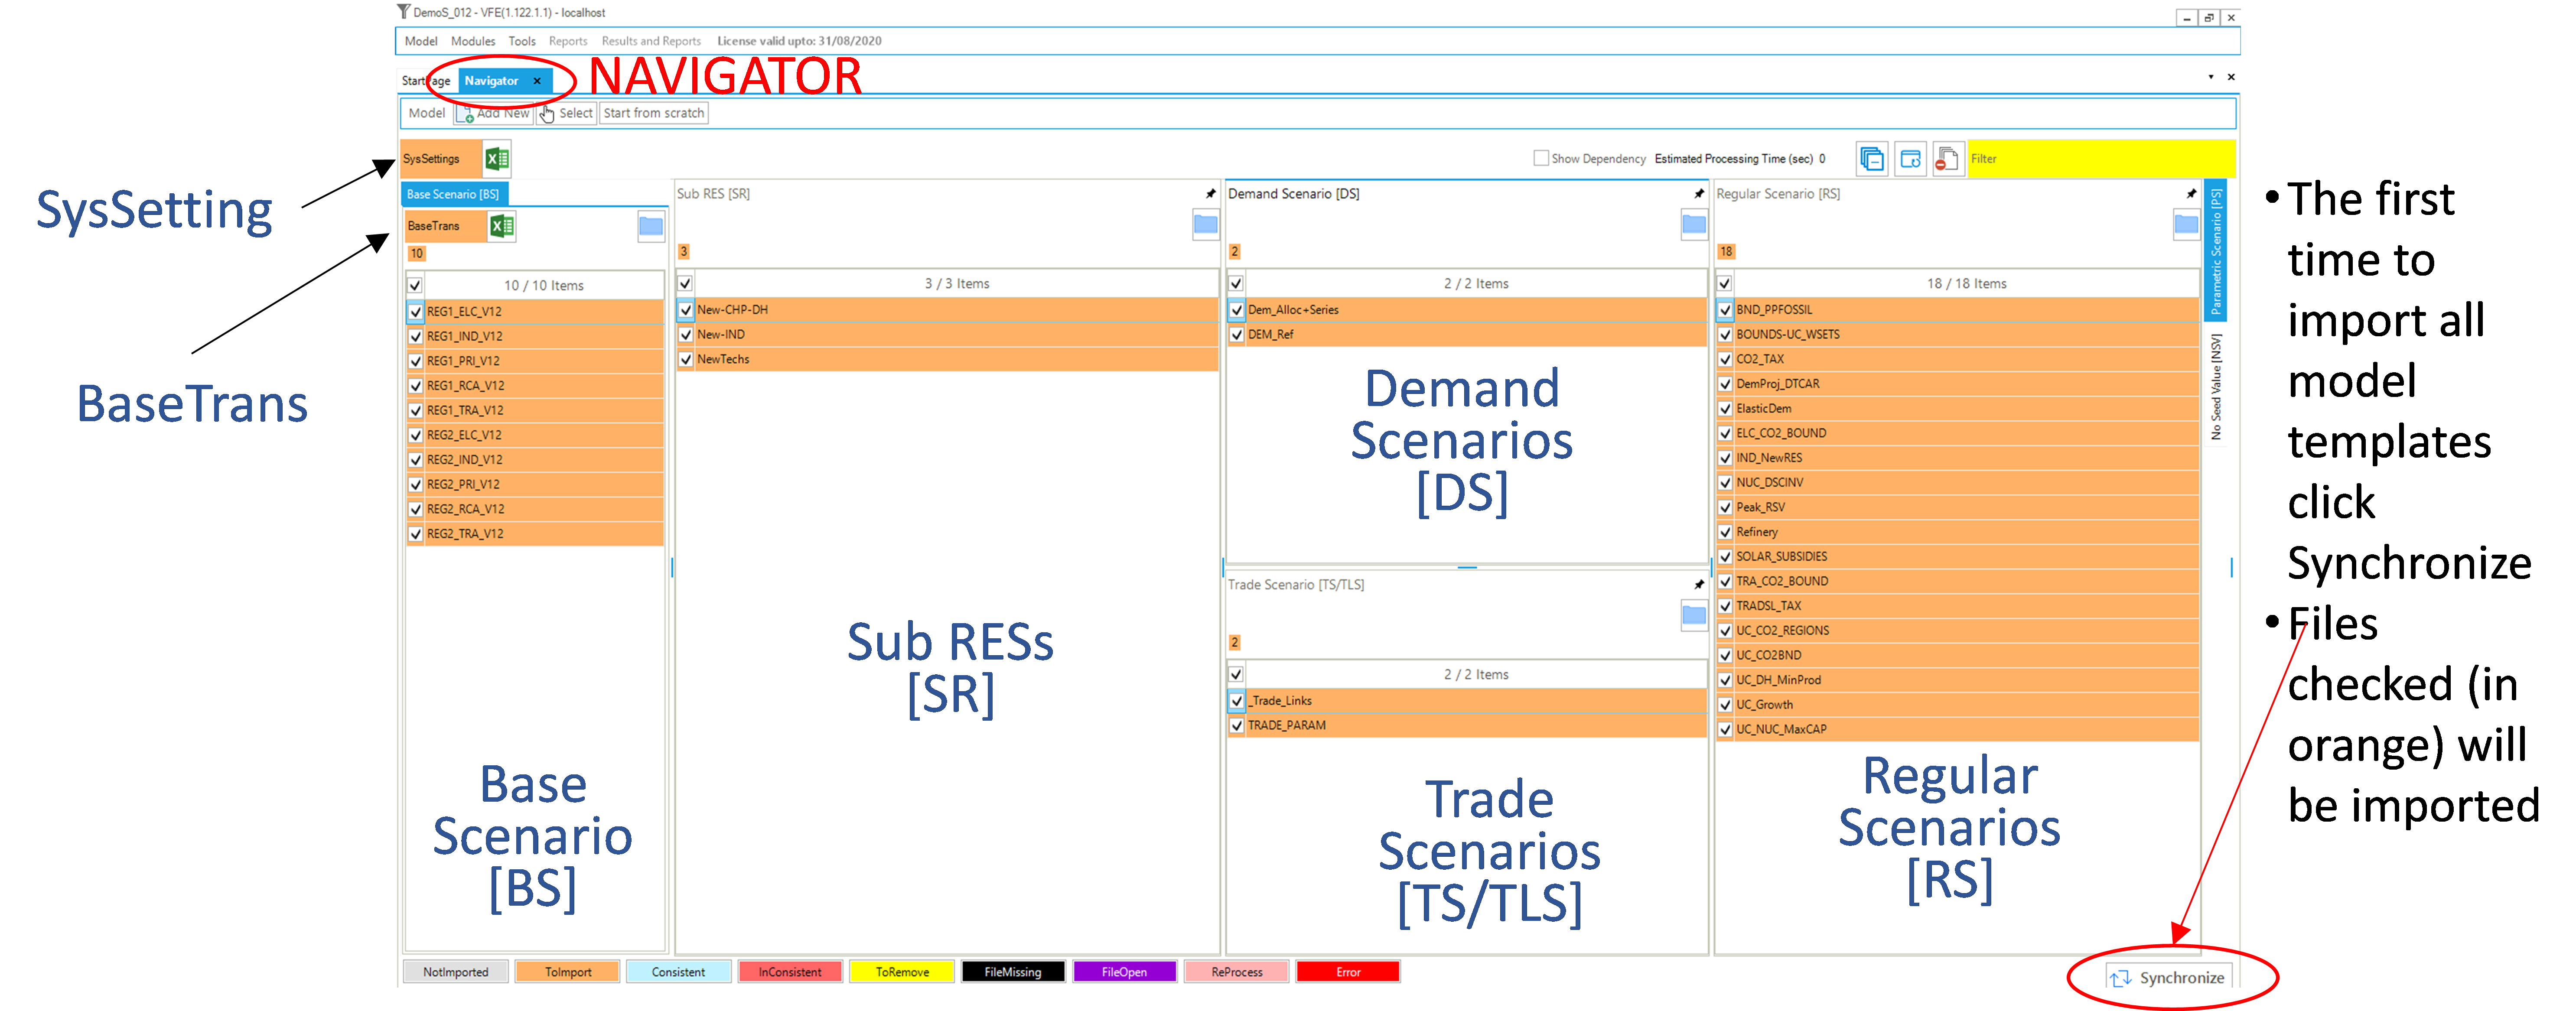 DemoS_012 - VFE(1.122.1.1) - localhost
Model Modules Tools Reports Results and Reports License valid upto: 31/08/2020
StartPage Navigator × NAVIGATOR
Model Add New Select Start from scratch
SysSettings
Show Dependency Estimated Processing Time (sec) 0 Filter
SysSetting
BaseTrans
Base Scenario [BS]
BaseTrans
10
10 / 10 Items
REG1_ELC_V12
REG1_IND_V12
REG1_PRI_V12
REG1_RCA_V12
REG1_TRA_V12
REG2_ELC_V12
REG2_IND_V12
REG2_PRI_V12
REG2_RCA_V12
REG2_TRA_V12
Base
Scenario
[BS]
Sub RES [SR]
3
3 / 3 Items
New-CHP-DH
New-IND
NewTechs
Sub RESs
[SR]
Demand Scenario [DS]
2
2 / 2 Items
Dem_Alloc+Series
DEM_Ref
Demand
Scenarios
[DS]
Trade Scenario [TS/TLS]
2
2 / 2 Items
_Trade_Links
TRADE_PARAM
Trade
Scenarios
[TS/TLS]
Regular Scenario [RS]
18
18 / 18 Items
BND_PPFOSSIL
BOUNDS-UC_WSETS
CO2_TAX
DemProj_DTCAR
ElasticDem
ELC_CO2_BOUND
IND_NewRES
NUC_DSCINV
Peak_RSV
Refinery
SOLAR_SUBSIDIES
TRA_CO2_BOUND
TRADSL_TAX
UC_CO2_REGIONS
UC_CO2BND
UC_DH_MinProd
UC_Growth
UC_NUC_MaxCAP
Regular
Scenarios
[RS]
Parametric Scenario [PS]
No Seed Value [NSV]
• The first
time to
import all
model
templates
click
Synchronize
• Files
checked (in
orange) will
be imported
NotImported ToImport Consistent InConsistent ToRemove FileMissing FileOpen ReProcess Error
Synchronize